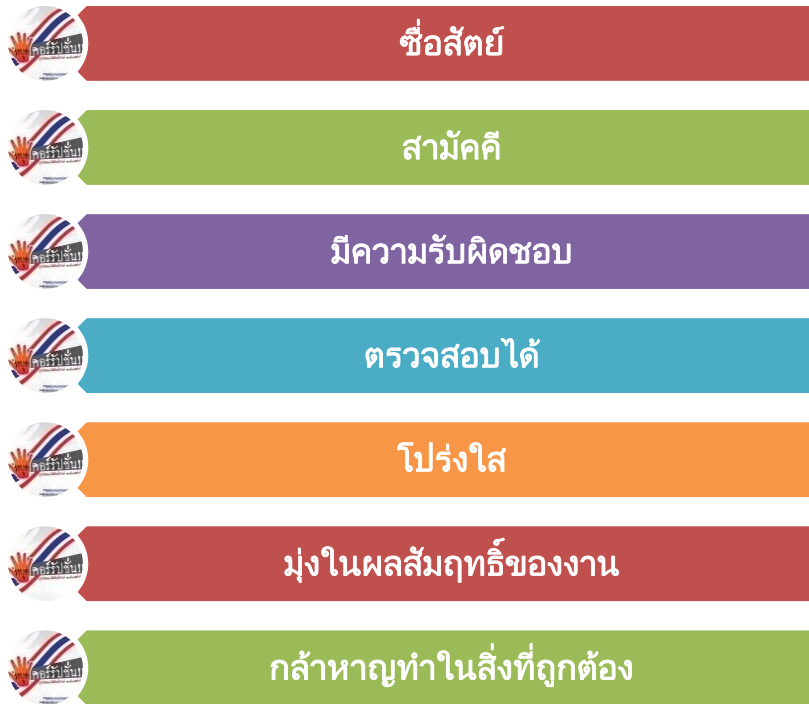 ซื่อสัตย์
สามัคคี
มีความรับผิดชอบ
ตรวจสอบได้
โปร่งใส
มุ่งในผลสัมฤทธิ์ของงาน
กล้าหาญทำในสิ่งที่ถูกต้อง